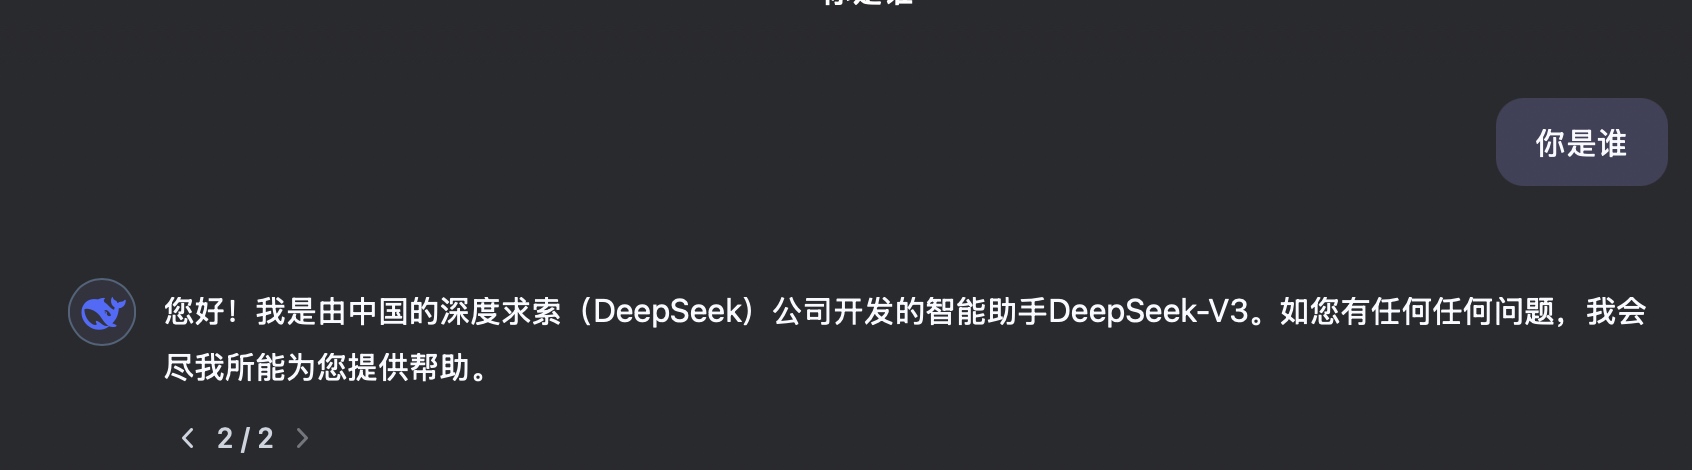 你是谁
你是谁
您好！我是由中国的深度求索（DeepSeek）公司开发的智能助手DeepSeek-V3。如您有任何任何问题，我会
尽我所能为您提供帮助。
2 / 2